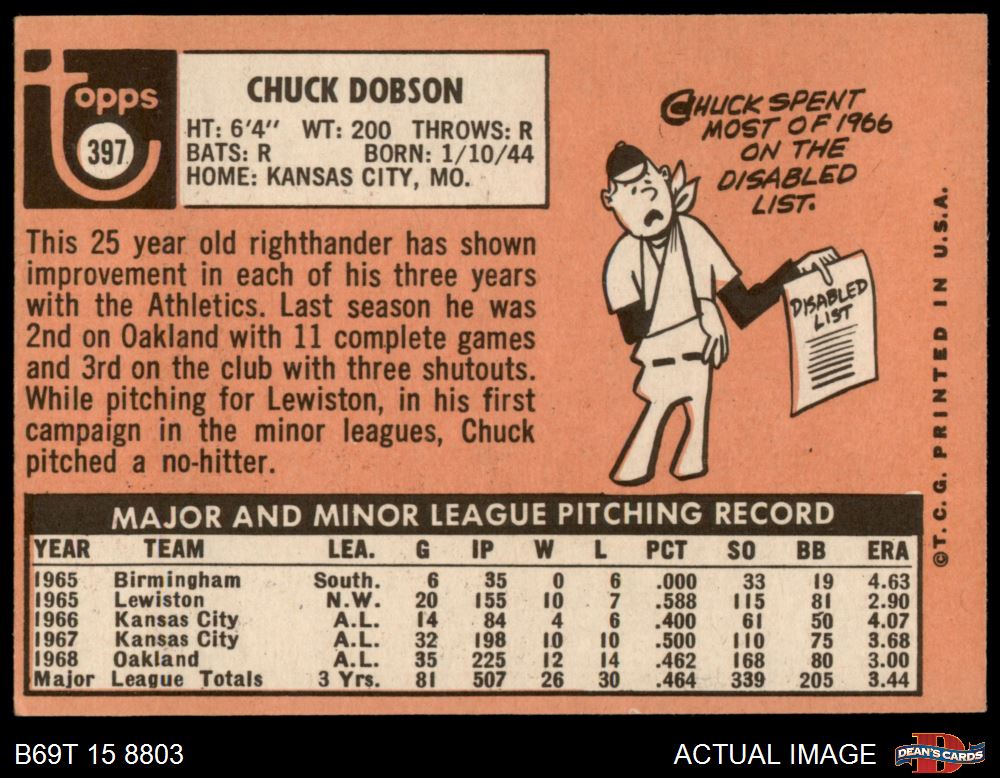 topps
397
CHUCK DOBSON
HT: 6'4" WT: 200 THROWS: R
BATS: R BORN: 1/10/44
HOME: KANSAS CITY, MO.
This 25 year old righthander has shown
improvement in each of his three years
with the Athletics. Last season he was
2nd on Oakland with 11 complete games
and 3rd on the club with three shutouts.
While pitching for Lewiston, in his first
campaign in the minor leagues, Chuck
pitched a no-hitter.
CHUCK SPENT
MOST OF 1966
ON THE
DISABLED
LIST.
DISABLED
LIST
©T.C.G. PRINTED IN U.S.A.
MAJOR AND MINOR LEAGUE PITCHING RECORD
YEAR TEAM LEA. G IP W L PCT SO BB ERA
1965 Birmingham South. 6 35 0 6 .000 33 19 4.63
1965 Lewiston N.W. 20 155 10 7 .588 115 81 2.90
1966 Kansas City A.L. 14 84 4 6 .400 61 50 4.07
1967 Kansas City A.L. 32 198 10 10 .500 110 75 3.68
1968 Oakland A.L. 35 225 12 14 .462 168 80 3.00
Major League Totals 3 Yrs. 81 507 26 30 .464 339 205 3.44
B69T 15 8803
ACTUAL IMAGE
D
DEAN'S CARDS